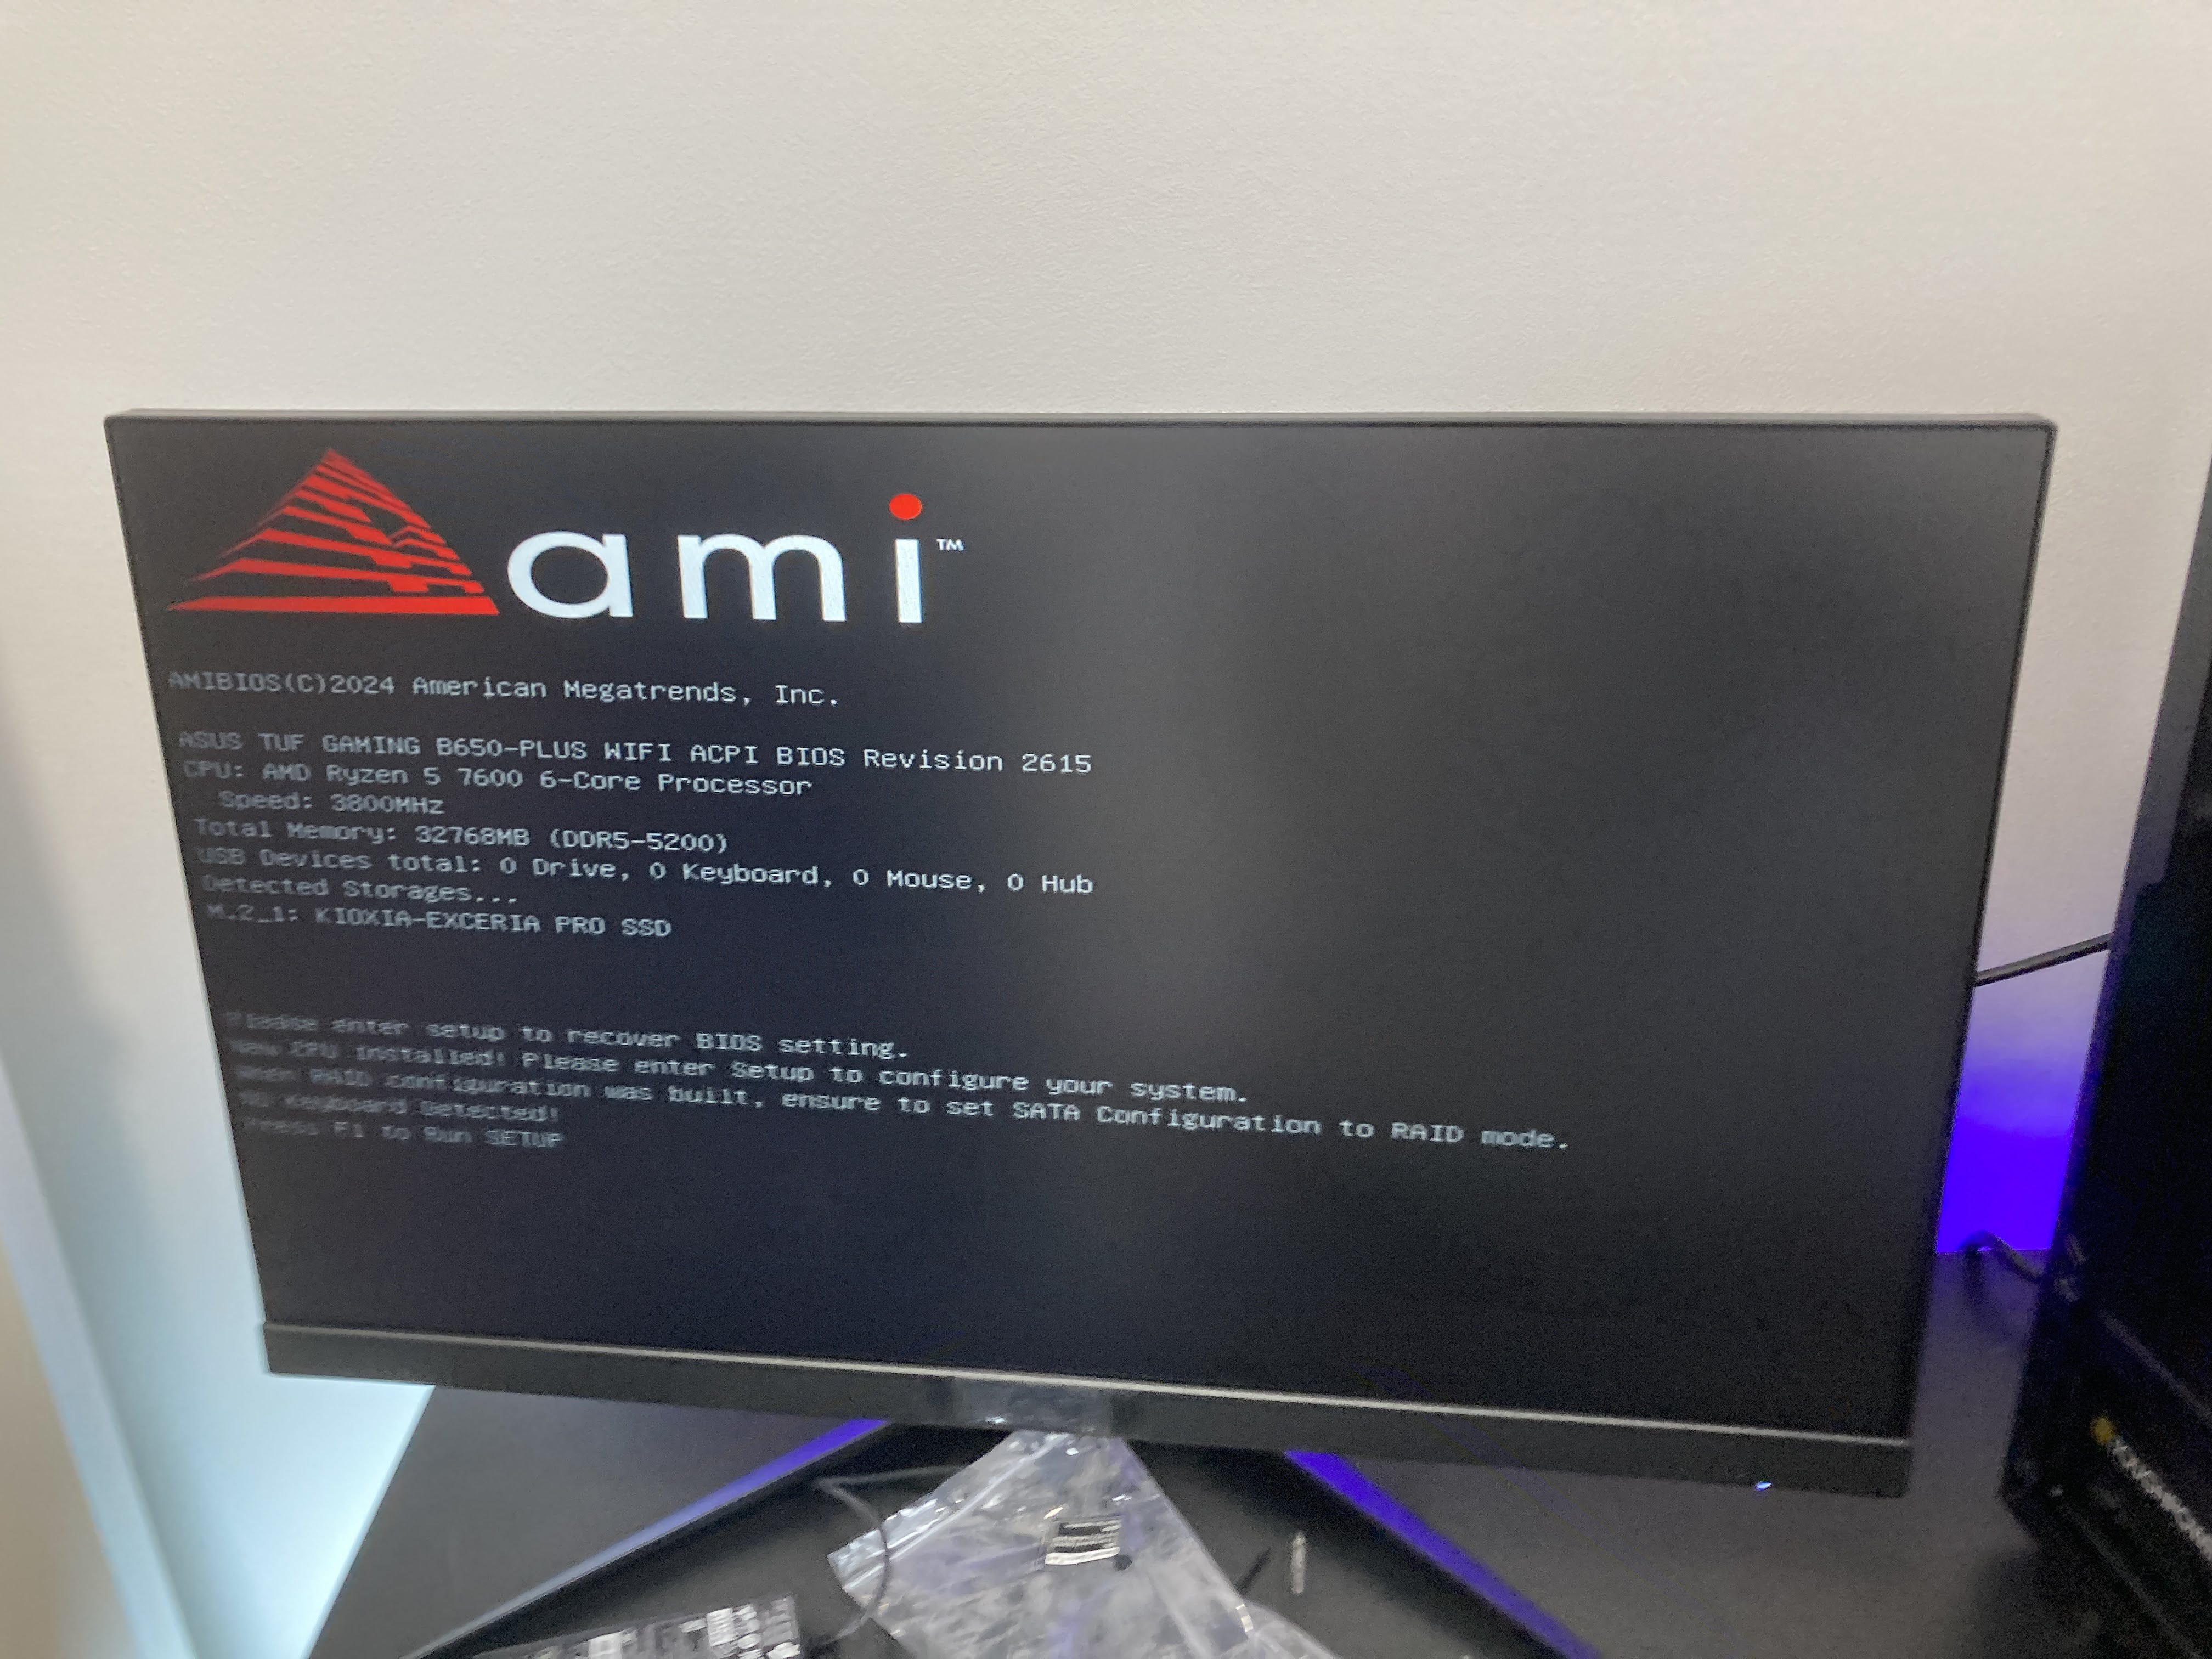 ami™
AMIBIOS(C)2024 American Megatrends, Inc.
ASUS TUF GAMING B650-PLUS WIFI ACPI BIOS Revision 2615
CPU: AMD Ryzen 5 7600 6-Core Processor
Speed: 3800MHz
Total Memory: 32768MB (DDR5-5200)
USB Devices total: 0 Drive, 0 Keyboard, 0 Mouse, 0 Hub
Detected Storages...
M.2_1: KIOXIA-EXCERIA PRO SSD
Please enter setup to recover BIOS setting.
New CPU installed! Please enter Setup to configure your system.
When RAID configuration was built, ensure to set SATA Configuration to RAID mode.
No Keyboard Detected!
Press F1 to Run SETUP